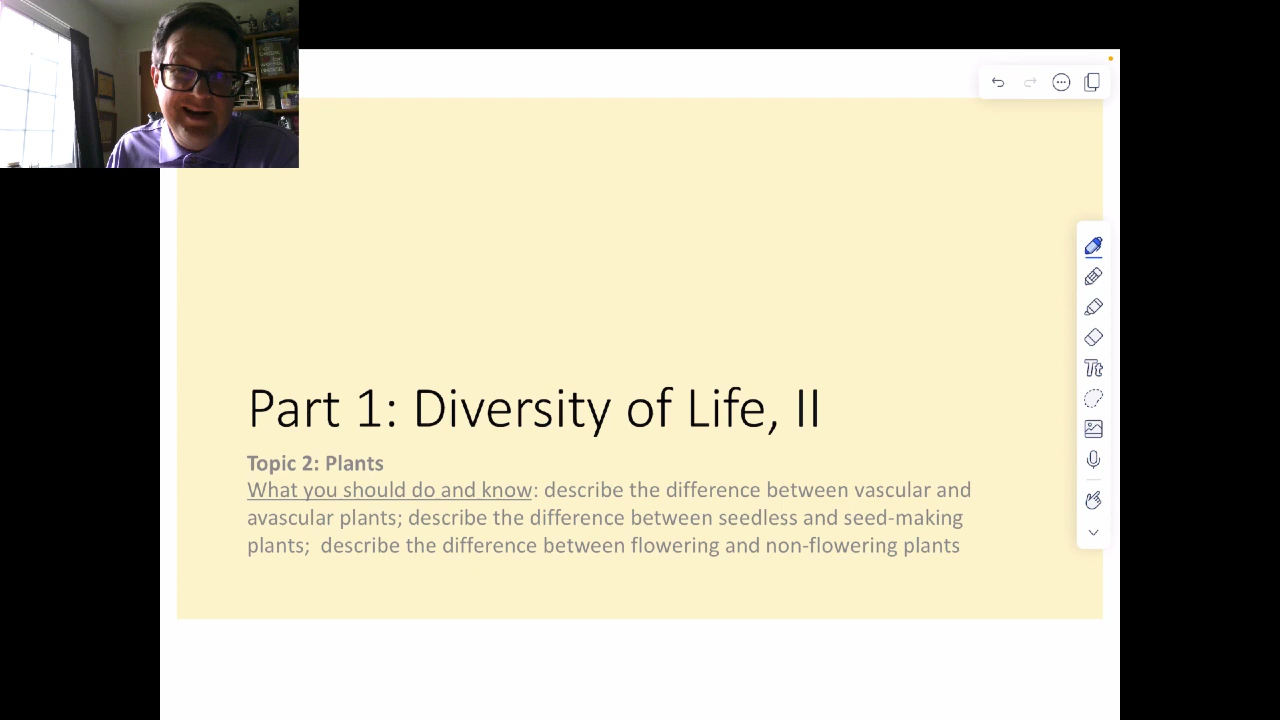 Part 1: Diversity of Life, II
Topic 2: Plants
What you should do and know: describe the difference between vascular and
avascular plants; describe the difference between seedless and seed-making
plants;  describe the difference between flowering and non-flowering plants
Tt